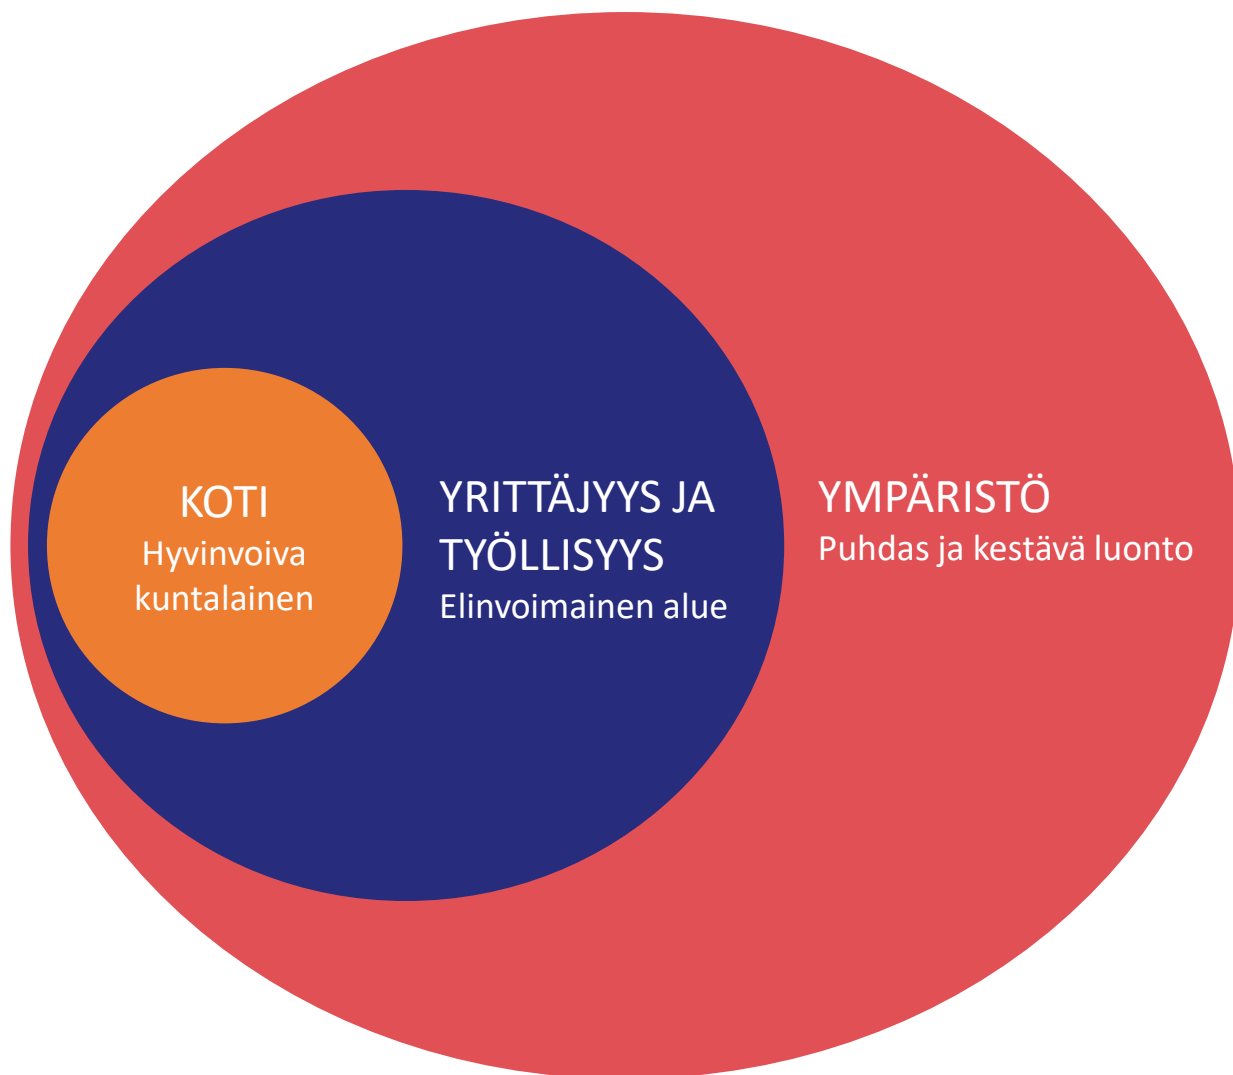 KOTI
Hyvinvoiva
kuntalainen
YRITTÄJYYS JA
TYÖLLISYYS
Elinvoimainen alue
YMPÄRISTÖ
Puhdas ja kestävä luonto